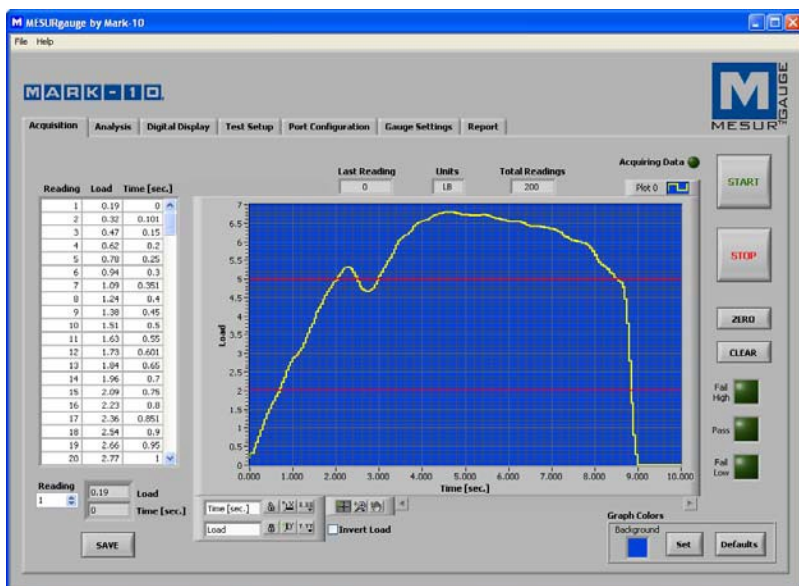 MESURgauge by Mark-10
File Help
MARK-10
M
MESUR GAUGE
Acquisition Analysis Digital Display Test Setup Port Configuration Gauge Settings Report
Last Reading Units Total Readings Acquiring Data
0 LB 200 Plot 0
START
STOP
ZERO
CLEAR
Fail High
Pass
Fail Low
Reading Load Time [sec.]
1 0.19 0
2 0.32 0.101
3 0.47 0.15
4 0.62 0.2
5 0.78 0.25
6 0.94 0.3
7 1.09 0.351
8 1.24 0.4
9 1.38 0.45
10 1.51 0.5
11 1.63 0.55
12 1.73 0.601
13 1.84 0.65
14 1.96 0.7
15 2.09 0.75
16 2.23 0.8
17 2.36 0.851
18 2.54 0.9
19 2.66 0.95
20 2.77 1
Load
7
6.5
6
5.5
5
4.5
4
3.5
3
2.5
2
1.5
1
0.5
0
0.000 1.000 2.000 3.000 4.000 5.000 6.000 7.000 8.000 9.000 10.000
Time [sec.]
Reading
1
0.19 Load
0 Time [sec.]
SAVE
Time [sec.]
Load
Invert Load
Graph Colors
Background
Set Defaults